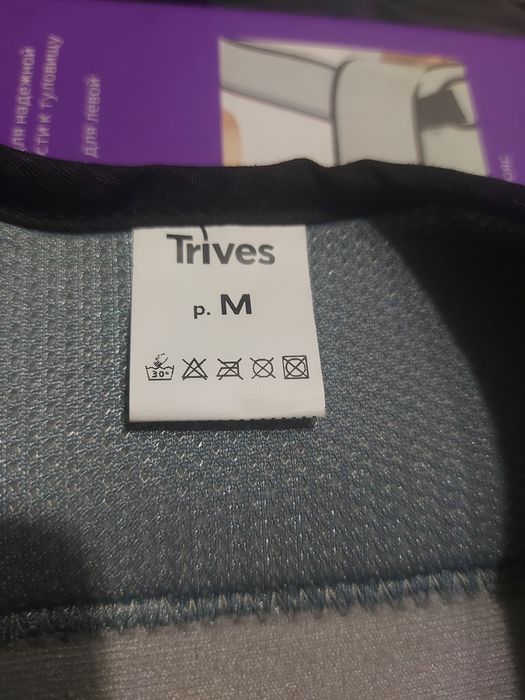 для надежной
сти к туловищу
для левой
Trives
р. M
30°